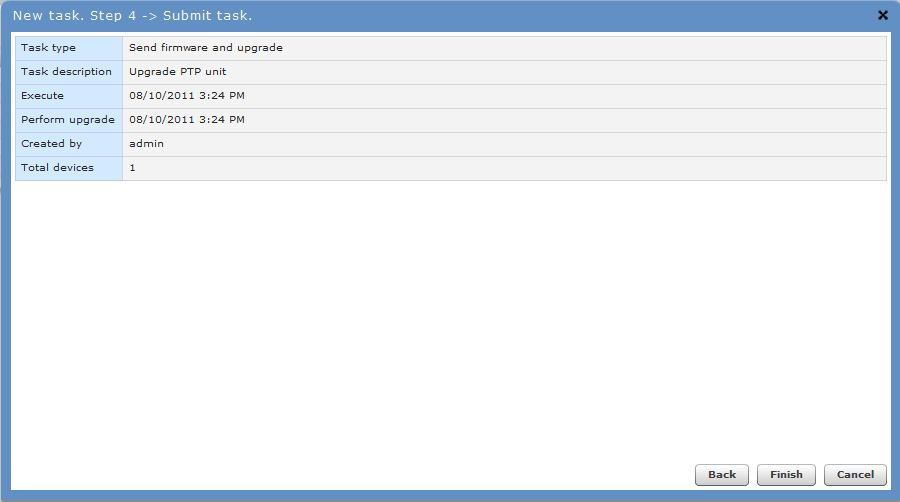 New task. Step 4 -> Submit task.
Task type Send firmware and upgrade
Task description Upgrade PTP unit
Execute 08/10/2011 3:24 PM
Perform upgrade 08/10/2011 3:24 PM
Created by admin
Total devices 1
Back Finish Cancel